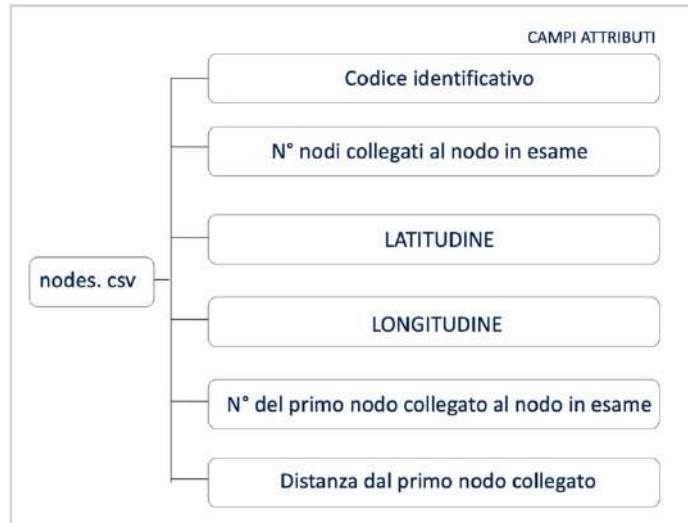 CAMPI ATTRIBUTI
Codice identificativo
N° nodi collegati al nodo in esame
LATITUDINE
nodes. csv
LONGITUDINE
N° del primo nodo collegato al nodo in esame
Distanza dal primo nodo collegato